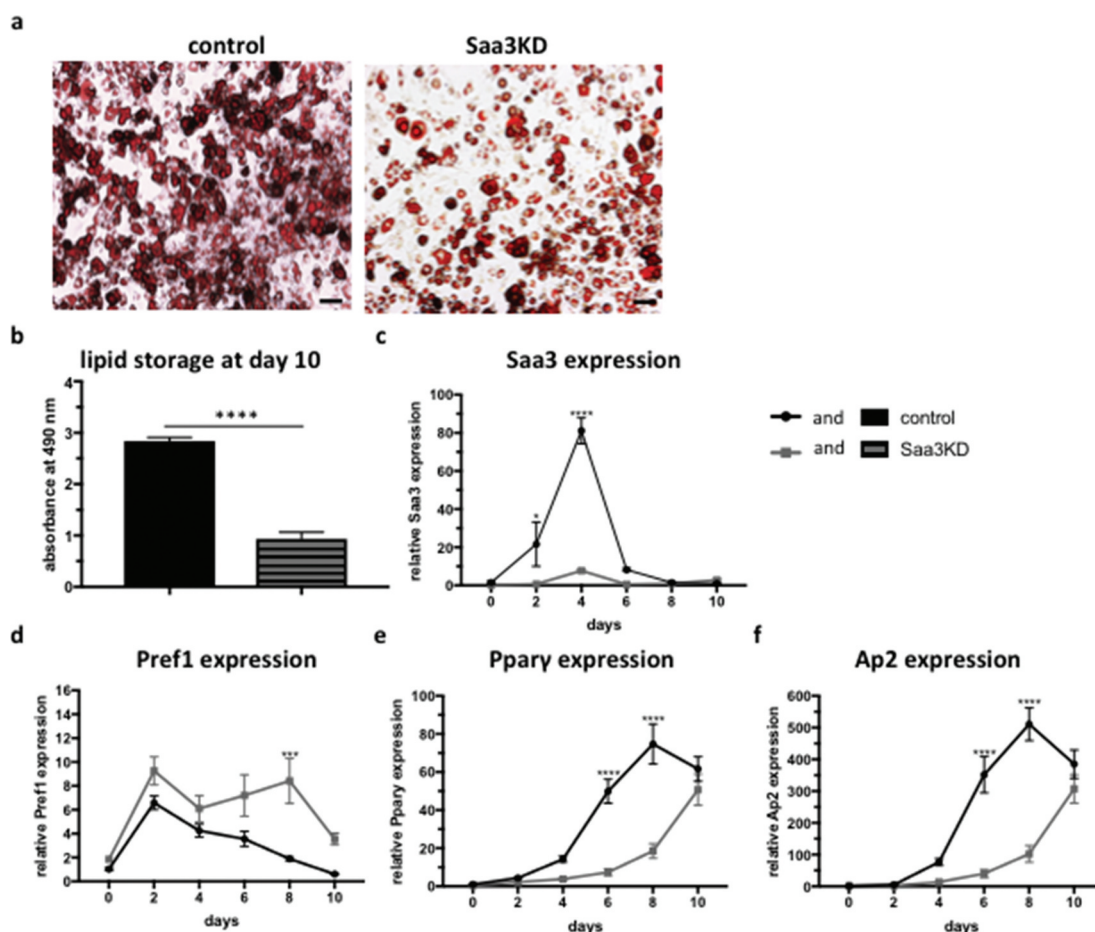 a
control Saa3KD
b
lipid storage at day 10
absorbance at 490 nm
4
3
2
1
0
****
c
Saa3 expression
relative Saa3 expression
100
80
60
40
20
0
*
****
0 2 4 6 8 10
days
and control
and Saa3KD
d
Pref1 expression
relative Pref1 expression
16
14
12
10
8
6
4
2
0
***
0 2 4 6 8 10
days
e
Pparγ expression
relative Pparγ expression
100
80
60
40
20
0
****
****
0 2 4 6 8 10
days
f
Ap2 expression
relative Ap2 expression
600
500
400
300
200
100
0
****
****
0 2 4 6 8 10
days